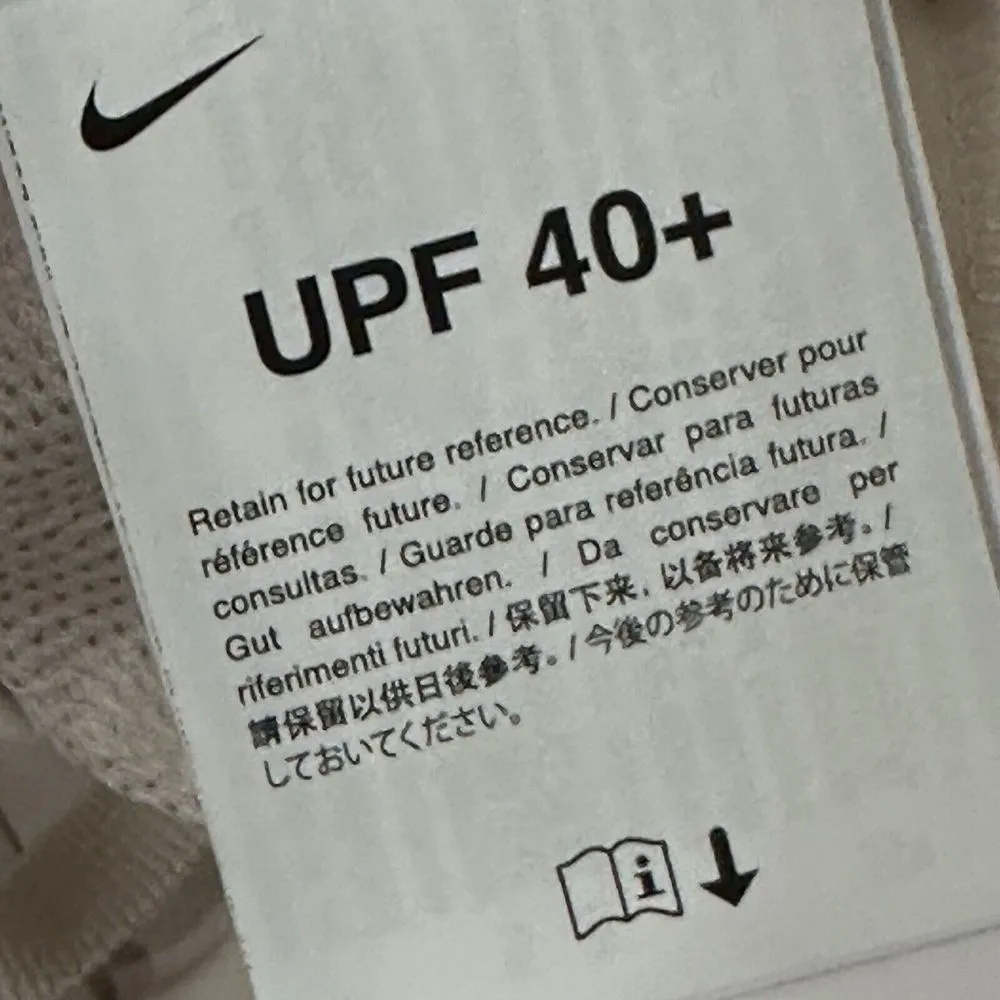 UPF 40+
Retain for future reference. / Conserver pour
référence future. / Conservar para futuras
consultas. / Guarde para referência futura. /
Gut aufbewahren. / Da conservare per
riferimenti futuri. / 保留下来，以备将来参考。/
請保留以供日後參考。/ 今後の参考のために保管
しておいてください。
i